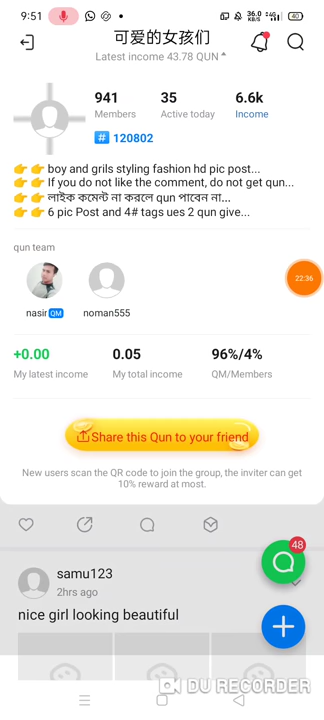 9:51
36.0 KB/S 4G 40
可爱的女孩们
Latest income 43.78 QUN
941 35 6.6k
Members Active today Income
# 120802
boy and grils styling fashion hd pic post...
If you do not like the comment, do not get qun...
লাইক কমেন্ট না করলে qun পাবেন না...
6 pic Post and 4# tags ues 2 qun give...
qun team
22:36
nasir QM noman555
+0.00 0.05 96%/4%
My latest income My total income QM/Members
Share this Qun to your friend
New users scan the QR code to join the group, the inviter can get
10% reward at most.
48
samu123
2hrs ago
nice girl looking beautiful
DU RECORDER